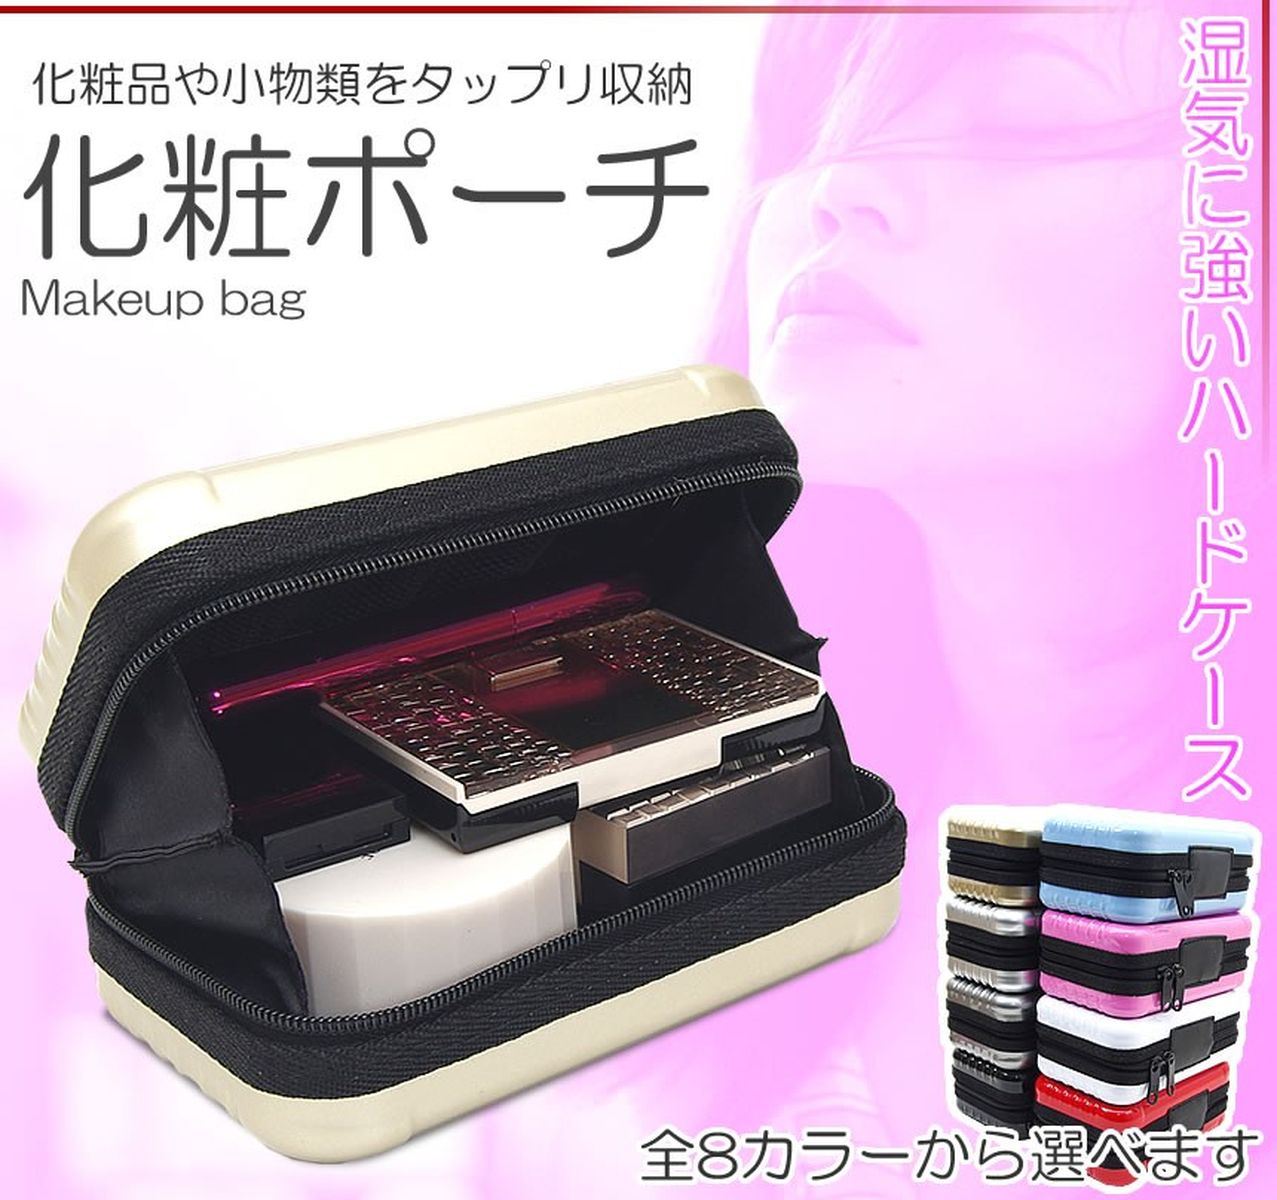 化粧品や小物類をタップリ収納
化粧ポーチ
Makeup bag
湿気に強いハードケース
全8カラーから選べます